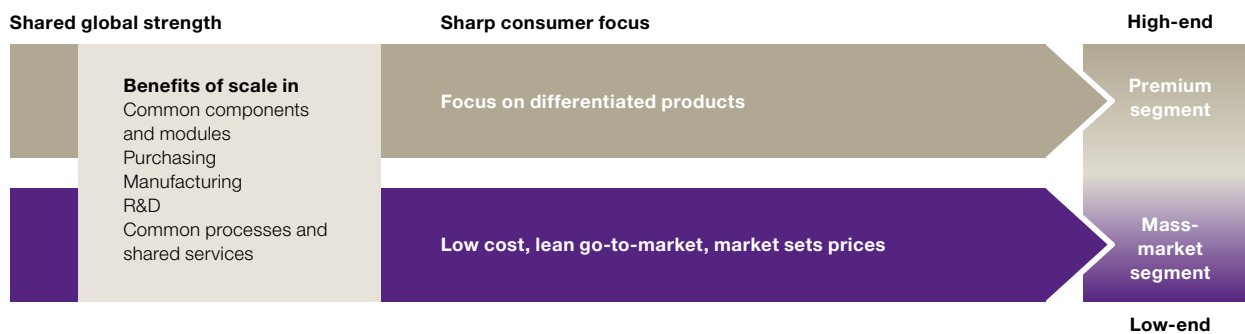 Shared global strength
Sharp consumer focus
High-end
Benefits of scale in
Common components
and modules
Purchasing
Manufacturing
R&D
Common processes and
shared services
Focus on differentiated products
Premium
segment
Low cost, lean go-to-market, market sets prices
Mass-
market
segment
Low-end